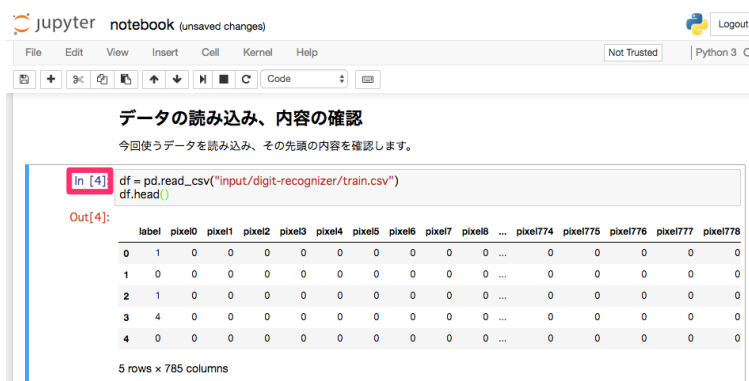 jupyter notebook (unsaved changes) Logout
File Edit View Insert Cell Kernel Help Not Trusted Python 3
Code
データの読み込み、内容の確認
今回使うデータを読み込み、その先頭の内容を確認します。
In [4]: df = pd.read_csv("input/digit-recognizer/train.csv")
df.head()
Out[4]:
label pixel0 pixel1 pixel2 pixel3 pixel4 pixel5 pixel6 pixel7 pixel8 ... pixel774 pixel775 pixel776 pixel777 pixel778
0 1 0 0 0 0 0 0 0 0 0 ... 0 0 0 0 0
1 0 0 0 0 0 0 0 0 0 0 ... 0 0 0 0 0
2 1 0 0 0 0 0 0 0 0 0 ... 0 0 0 0 0
3 4 0 0 0 0 0 0 0 0 0 ... 0 0 0 0 0
4 0 0 0 0 0 0 0 0 0 0 ... 0 0 0 0 0
5 rows × 785 columns